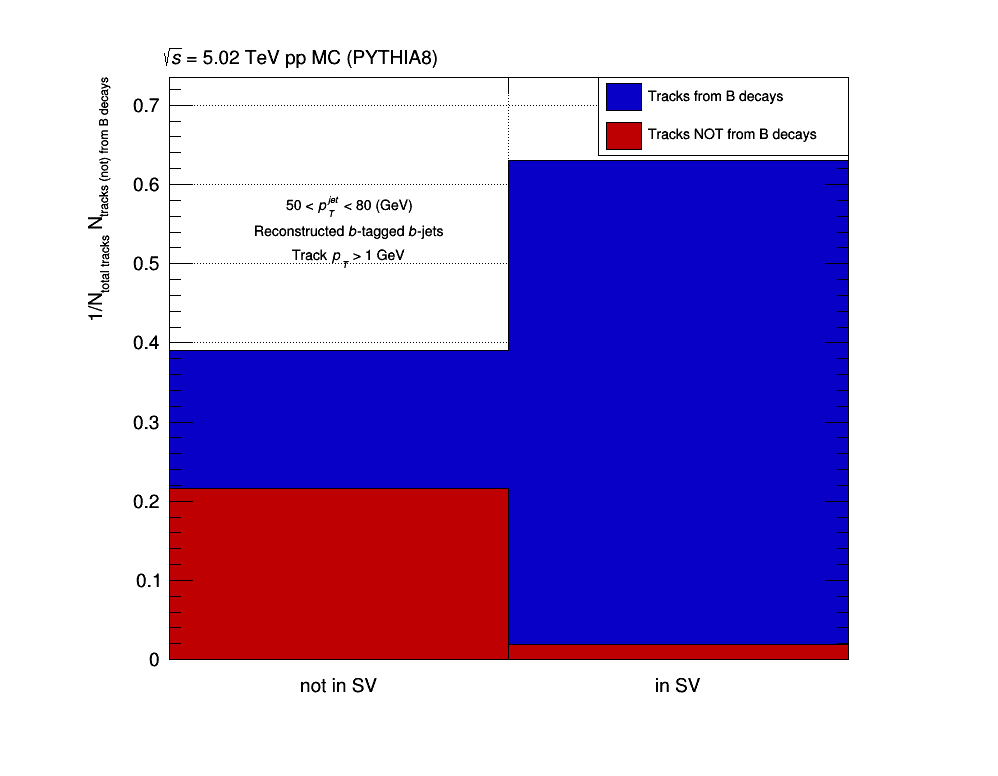 √s = 5.02 TeV pp MC (PYTHIA8)
1/N_total tracks N_tracks (not) from B decays
Tracks from B decays
Tracks NOT from B decays
0.7
0.6
0.5
0.4
0.3
0.2
0.1
0
50 < p_T^jet < 80 (GeV)
Reconstructed b-tagged b-jets
Track p_T > 1 GeV
not in SV
in SV